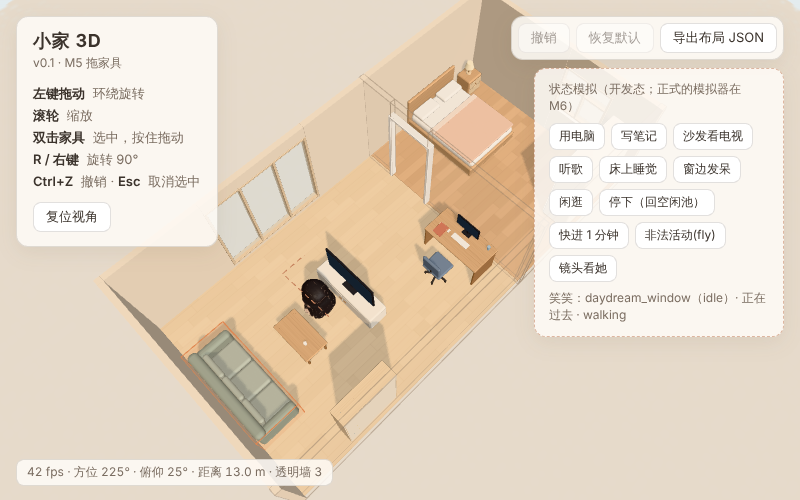 小家 3D
v0.1 · M5 拖家具
左键拖动 环绕旋转
滚轮 缩放
双击家具 选中，按住拖动
R / 右键 旋转 90°
Ctrl+Z 撤销 · Esc 取消选中
复位视角
撤销 恢复默认 导出布局 JSON
状态模拟（开发态；正式的模拟器在
M6）
用电脑 写笔记 沙发看电视
听歌 床上睡觉 窗边发呆
闲逛 停下（回空闲池）
快进 1 分钟 非法活动(fly)
镜头看她
笑笑：daydream_window（idle）· 正在
过去 · walking
42 fps · 方位 225° · 俯仰 25° · 距离 13.0 m · 透明墙 3